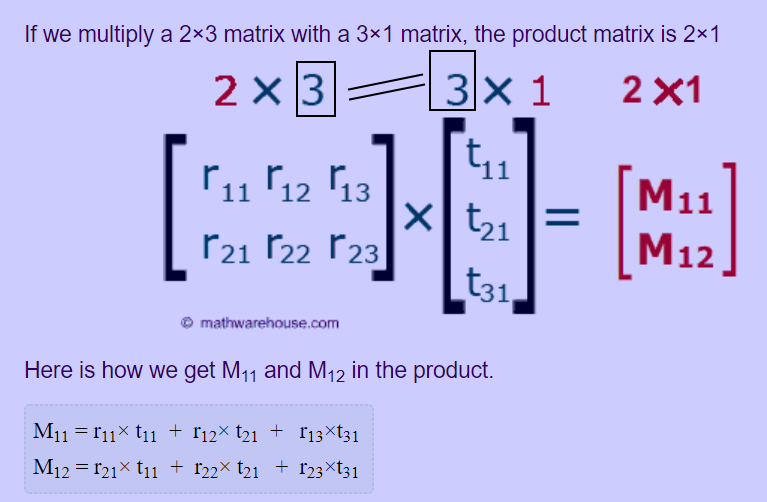 If we multiply a 2×3 matrix with a 3×1 matrix, the product matrix is 2×1
2 × 3 = 3 × 1 2 ×1
r11 r12 r13
r21 r22 r23
×
t11
t21
t31
=
M11
M12
© mathwarehouse.com
Here is how we get M11 and M12 in the product.
M11 = r11× t11 + r12× t21 + r13×t31
M12 = r21× t11 + r22× t21 + r23×t31